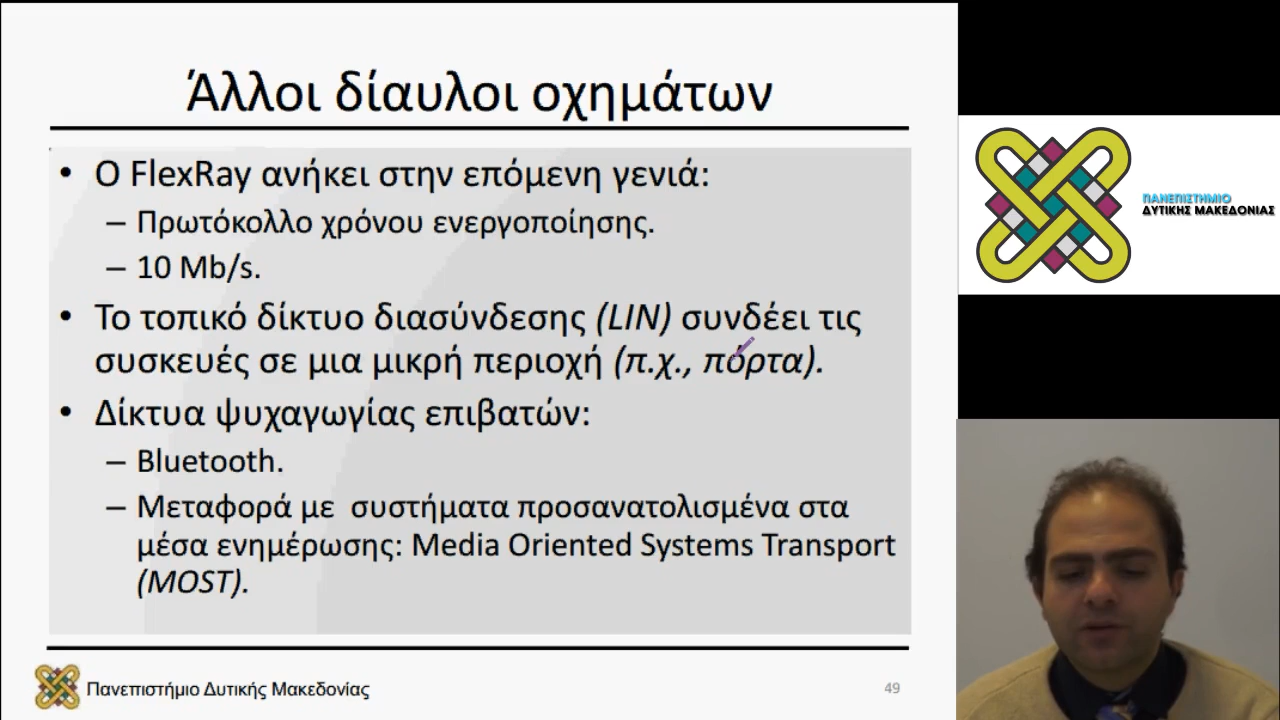 Άλλοι δίαυλοι οχημάτων
• Ο FlexRay ανήκει στην επόμενη γενιά:
– Πρωτόκολλο χρόνου ενεργοποίησης.
– 10 Mb/s.
• Το τοπικό δίκτυο διασύνδεσης (LIN) συνδέει τις
συσκευές σε μια μικρή περιοχή (π.χ., πόρτα).
• Δίκτυα ψυχαγωγίας επιβατών:
– Bluetooth.
– Μεταφορά με συστήματα προσανατολισμένα στα
μέσα ενημέρωσης: Media Oriented Systems Transport
(MOST).
Πανεπιστήμιο Δυτικής Μακεδονίας
49
ΠΑΝΕΠΙΣΤΗΜΙΟ
ΔΥΤΙΚΗΣ ΜΑΚΕΔΟΝΙΑΣ